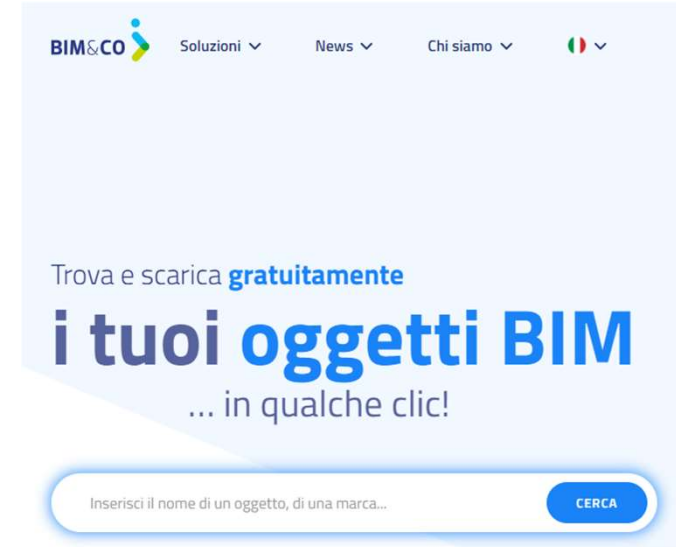 BIM&CO Soluzioni News Chi siamo
Trova e scarica gratuitamente
i tuoi oggetti BIM
... in qualche clic!
Inserisci il nome di un oggetto, di una marca... CERCA